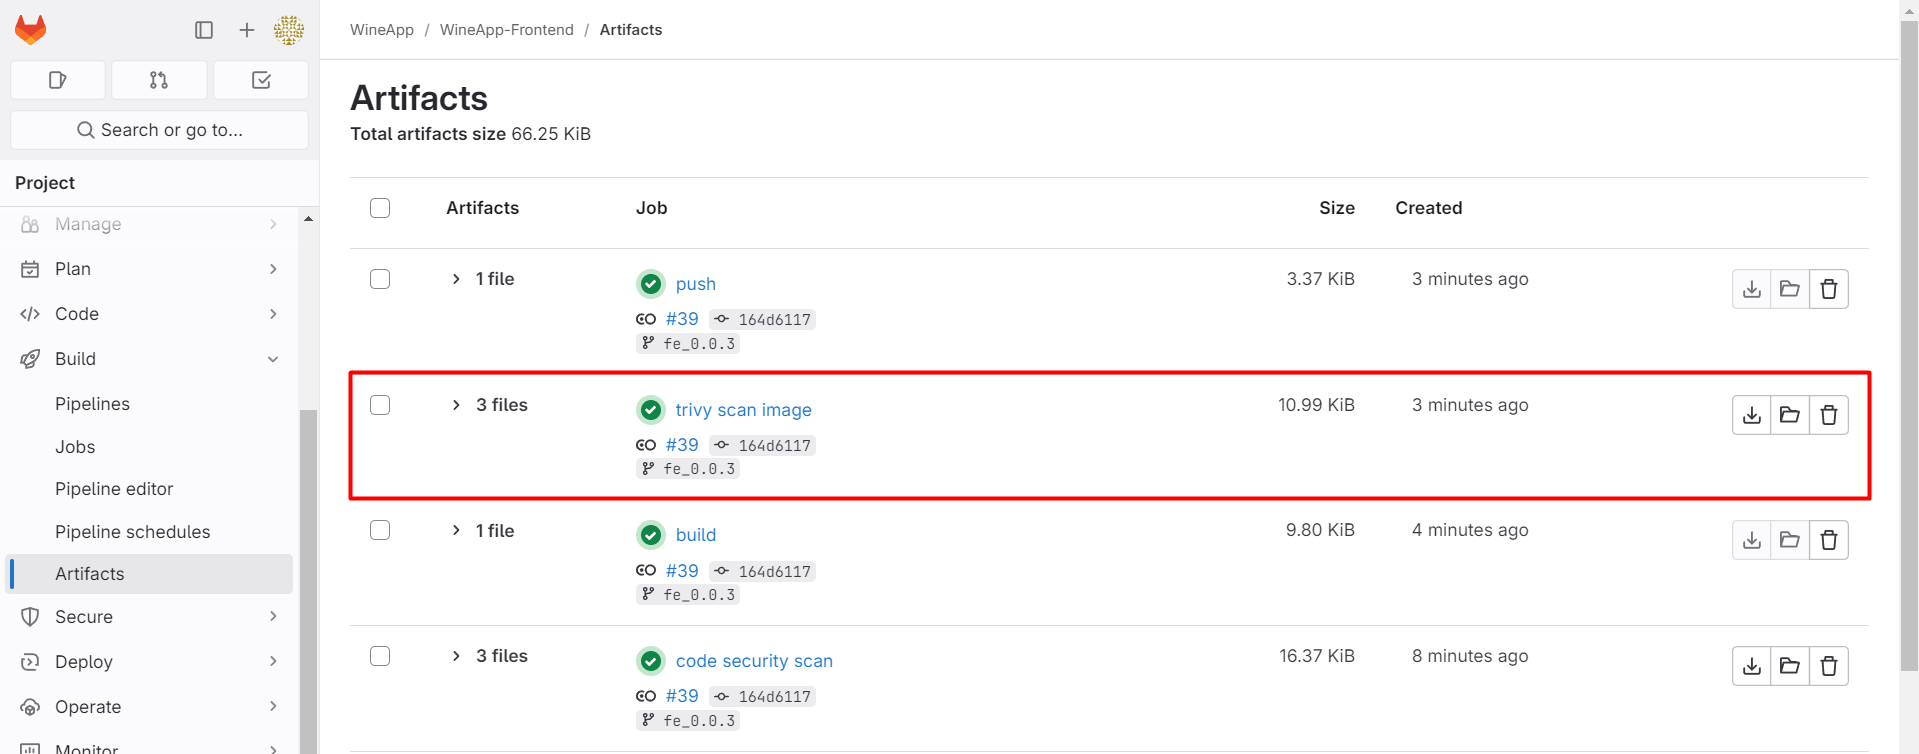 WineApp / WineApp-Frontend / Artifacts
Search or go to...
Project
Manage
Plan
Code
Build
Pipelines
Jobs
Pipeline editor
Pipeline schedules
Artifacts
Secure
Deploy
Operate
Monitor
Artifacts
Total artifacts size 66.25 KiB
Artifacts Job Size Created
1 file push 3.37 KiB 3 minutes ago
#39 164d6117
fe_0.0.3
3 files trivy scan image 10.99 KiB 3 minutes ago
#39 164d6117
fe_0.0.3
1 file build 9.80 KiB 4 minutes ago
#39 164d6117
fe_0.0.3
3 files code security scan 16.37 KiB 8 minutes ago
#39 164d6117
fe_0.0.3